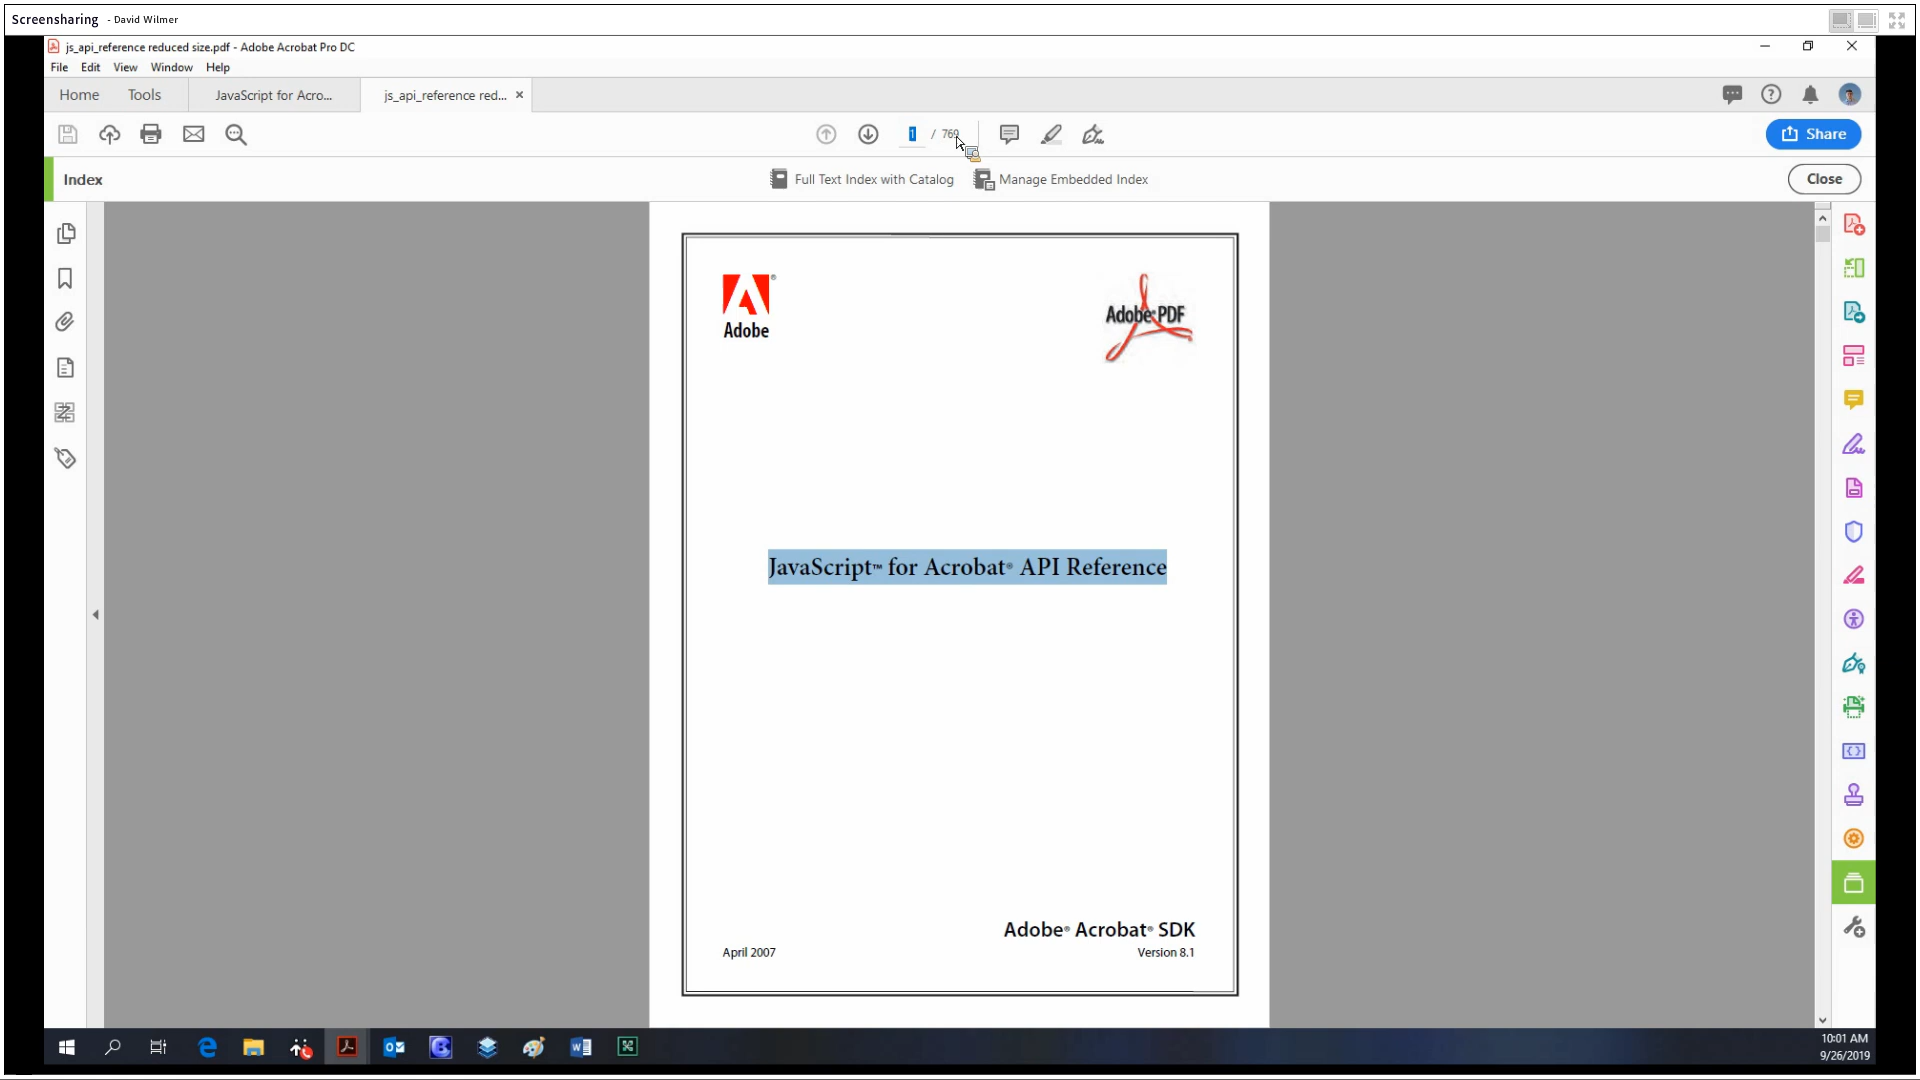 Screensharing - David Wilmer
js_api_reference reduced size.pdf - Adobe Acrobat Pro DC
File Edit View Window Help
Home Tools JavaScript for Acro... js_api_reference red... ×
1 / 769
Share
Index
Full Text Index with Catalog
Manage Embedded Index
Close
Adobe®
Adobe® PDF
JavaScript™ for Acrobat® API Reference
Adobe® Acrobat® SDK
April 2007
Version 8.1
10:01 AM
9/26/2019